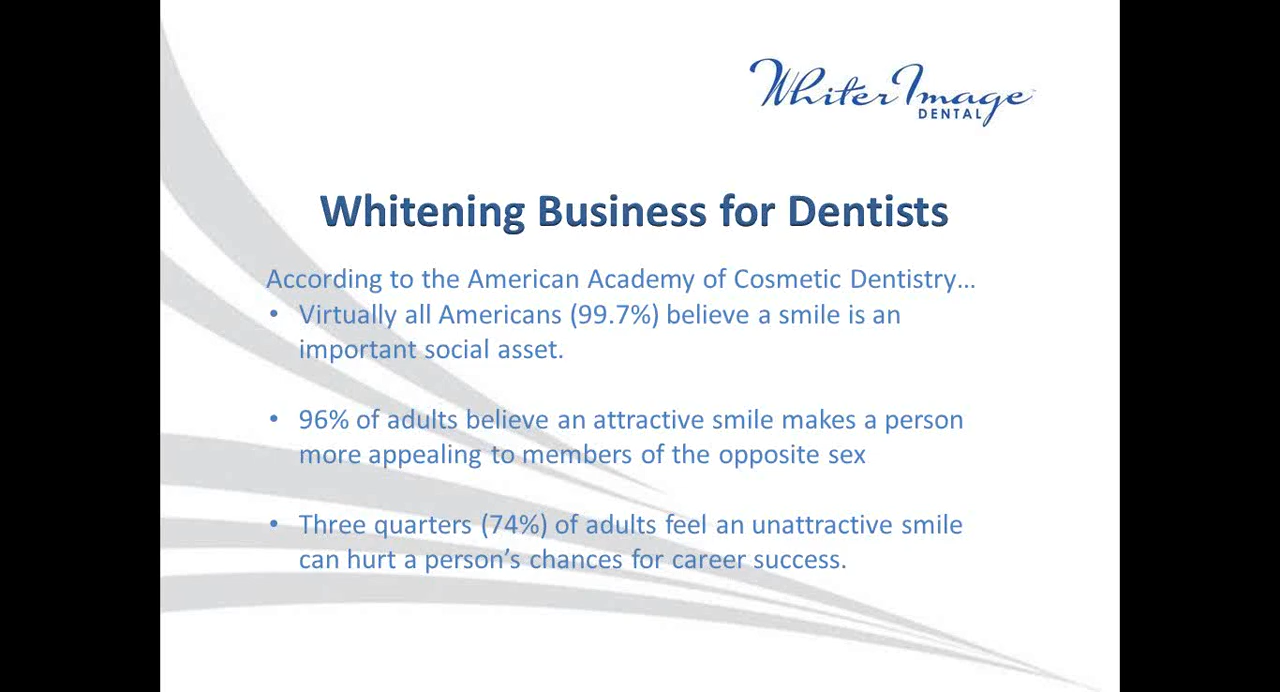 Whiter Image
DENTAL
Whitening Business for Dentists
According to the American Academy of Cosmetic Dentistry…
• Virtually all Americans (99.7%) believe a smile is an
important social asset.
• 96% of adults believe an attractive smile makes a person
more appealing to members of the opposite sex
• Three quarters (74%) of adults feel an unattractive smile
can hurt a person’s chances for career success.